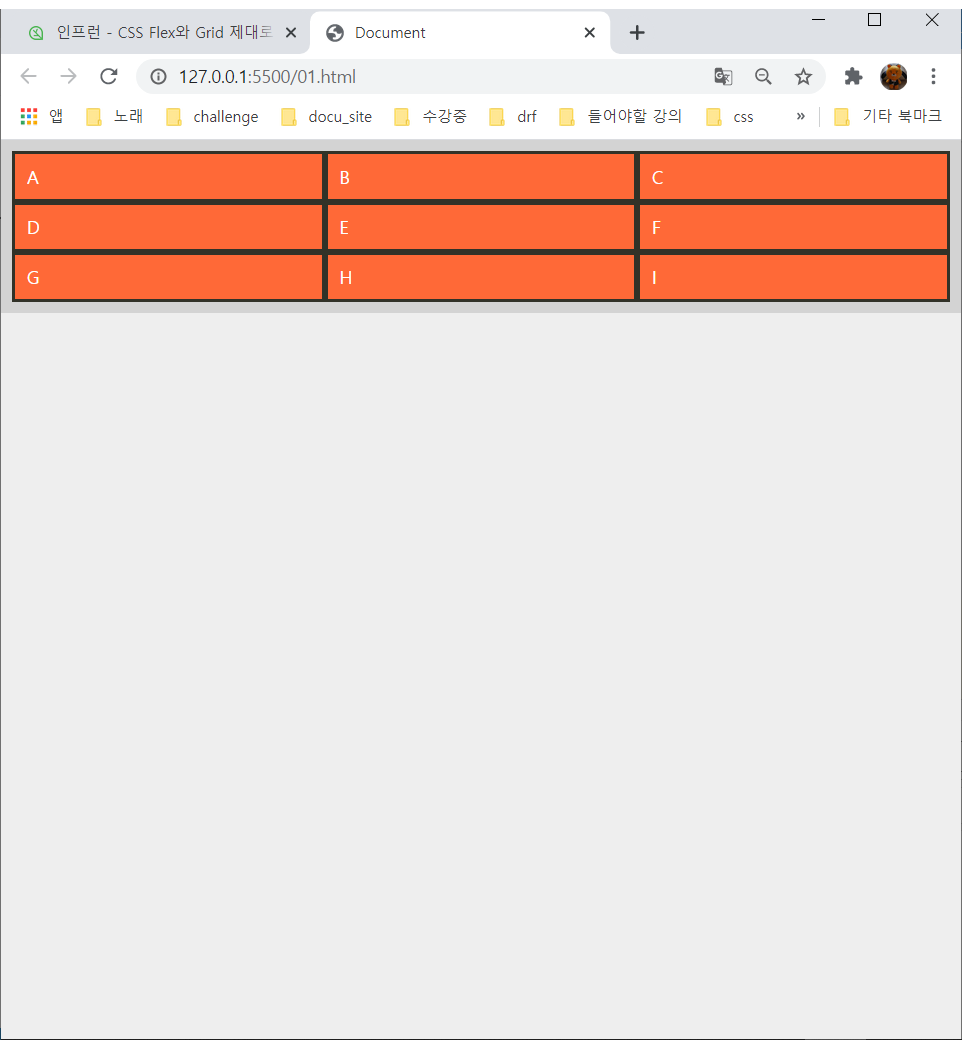 인프런 - CSS Flex와 Grid 제대로
Document
127.0.0.1:5500/01.html
앱 노래 challenge docu_site 수강중 drf 들어야할 강의 css » 기타 북마크
A B C
D E F
G H I